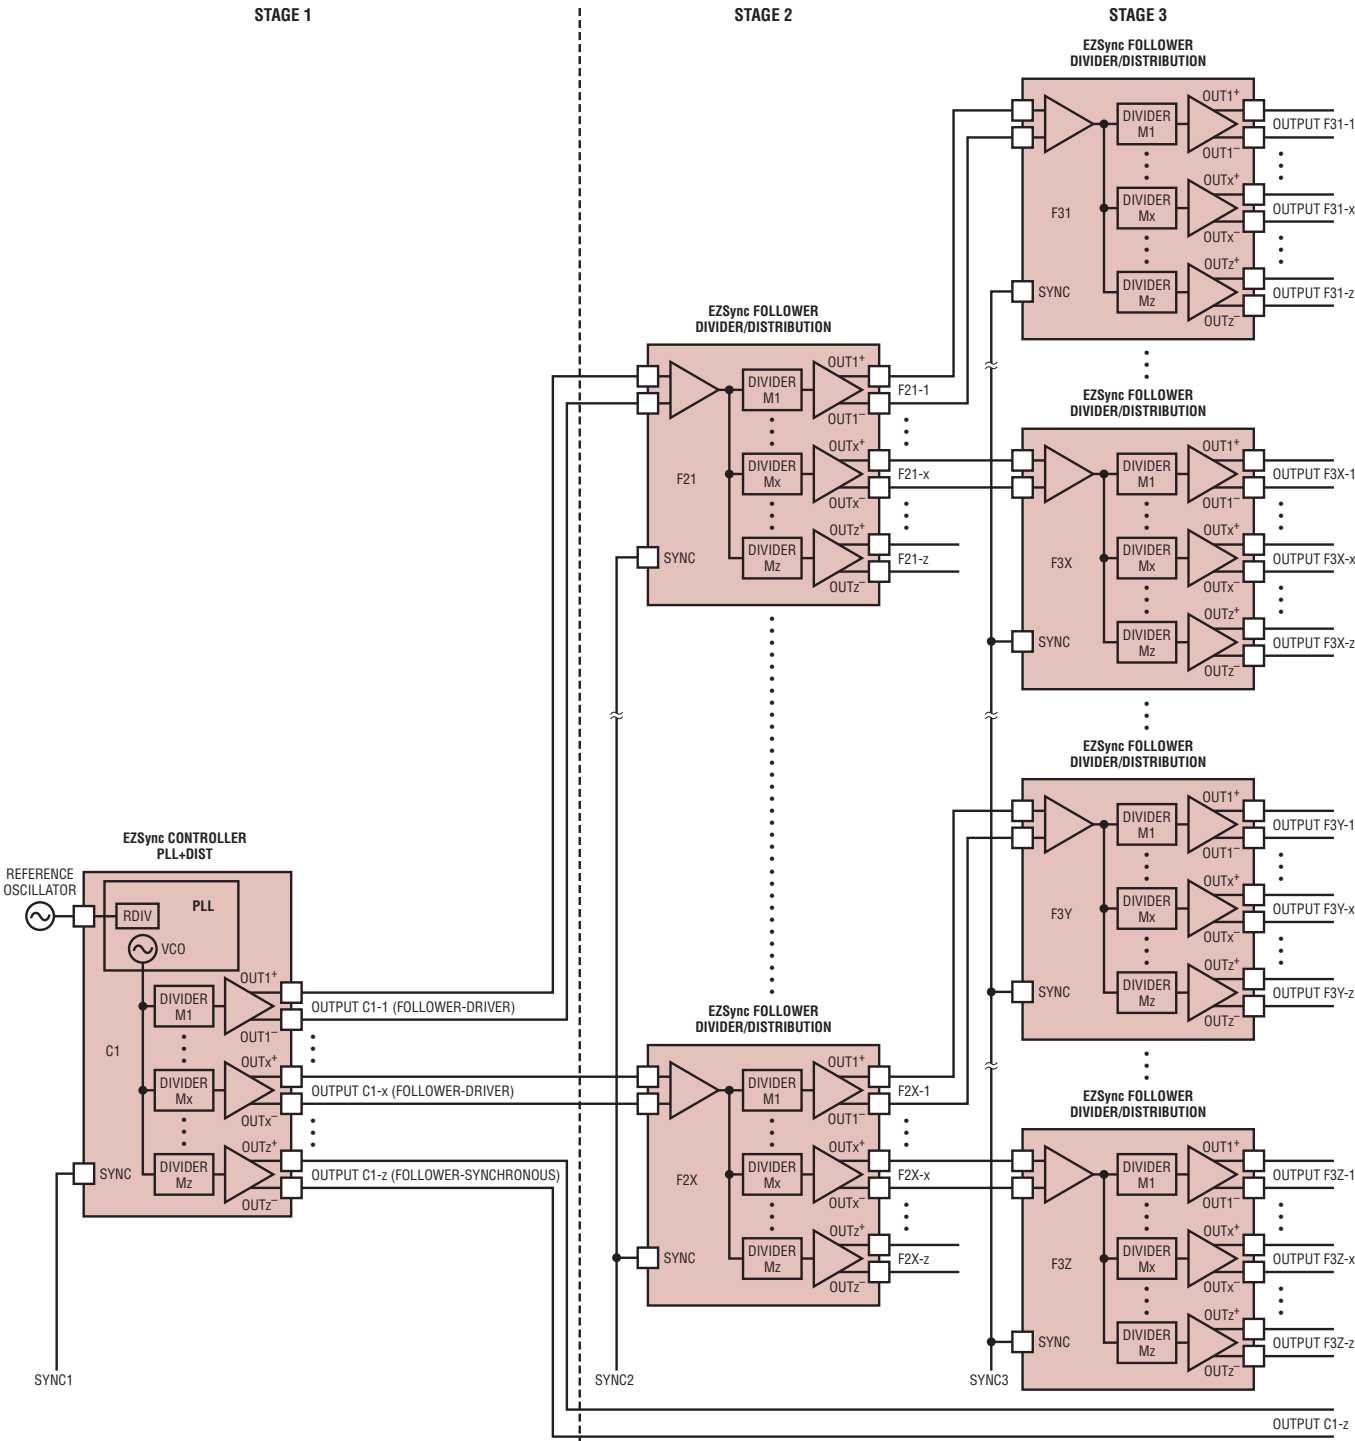 STAGE 1
STAGE 2
STAGE 3
EZSync FOLLOWER
DIVIDER/DISTRIBUTION
F31
SYNC
DIVIDER
M1
DIVIDER
Mx
DIVIDER
Mz
OUT1+
OUT1–
OUTx+
OUTx–
OUTz+
OUTz–
OUTPUT F31-1
OUTPUT F31-x
OUTPUT F31-z
EZSync FOLLOWER
DIVIDER/DISTRIBUTION
F21
SYNC
DIVIDER
M1
DIVIDER
Mx
DIVIDER
Mz
OUT1+
OUT1–
OUTx+
OUTx–
OUTz+
OUTz–
F21-1
F21-x
F21-z
EZSync FOLLOWER
DIVIDER/DISTRIBUTION
F3X
SYNC
DIVIDER
M1
DIVIDER
Mx
DIVIDER
Mz
OUT1+
OUT1–
OUTx+
OUTx–
OUTz+
OUTz–
OUTPUT F3X-1
OUTPUT F3X-x
OUTPUT F3X-z
EZSync FOLLOWER
DIVIDER/DISTRIBUTION
F3Y
SYNC
DIVIDER
M1
DIVIDER
Mx
DIVIDER
Mz
OUT1+
OUT1–
OUTx+
OUTx–
OUTz+
OUTz–
OUTPUT F3Y-1
OUTPUT F3Y-x
OUTPUT F3Y-z
EZSync CONTROLLER
PLL+DIST
REFERENCE
OSCILLATOR
RDIV
PLL
VCO
C1
SYNC
DIVIDER
M1
DIVIDER
Mx
DIVIDER
Mz
OUT1+
OUT1–
OUTx+
OUTx–
OUTz+
OUTz–
OUTPUT C1-1 (FOLLOWER-DRIVER)
OUTPUT C1-x (FOLLOWER-DRIVER)
OUTPUT C1-z (FOLLOWER-SYNCHRONOUS)
EZSync FOLLOWER
DIVIDER/DISTRIBUTION
F2X
SYNC
DIVIDER
M1
DIVIDER
Mx
DIVIDER
Mz
OUT1+
OUT1–
OUTx+
OUTx–
OUTz+
OUTz–
F2X-1
F2X-x
F2X-z
EZSync FOLLOWER
DIVIDER/DISTRIBUTION
F3Z
SYNC
DIVIDER
M1
DIVIDER
Mx
DIVIDER
Mz
OUT1+
OUT1–
OUTx+
OUTx–
OUTz+
OUTz–
OUTPUT F3Z-1
OUTPUT F3Z-x
OUTPUT F3Z-z
SYNC1
SYNC2
SYNC3
OUTPUT C1-z